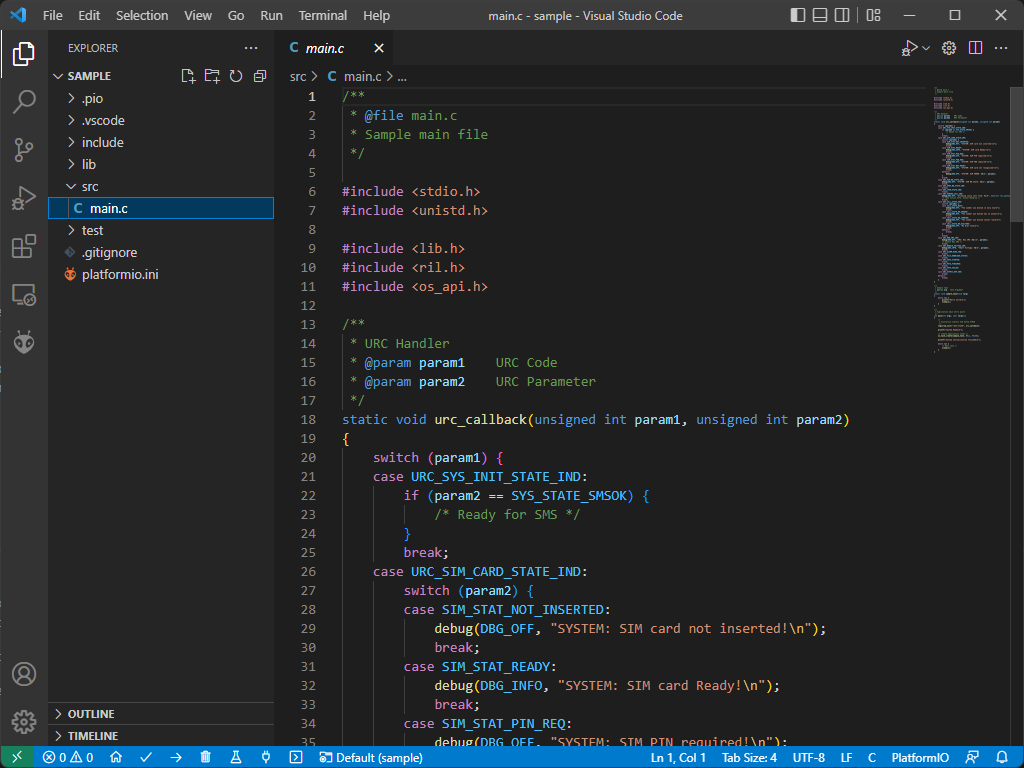 File Edit Selection View Go Run Terminal Help main.c - sample - Visual Studio Code
EXPLORER
SAMPLE
.pio
.vscode
include
lib
src
main.c
test
.gitignore
platformio.ini
OUTLINE
TIMELINE
main.c
src > main.c > ...
1 /**
2 * @file main.c
3 * Sample main file
4 */
5
6 #include <stdio.h>
7 #include <unistd.h>
8
9 #include <lib.h>
10 #include <ril.h>
11 #include <os_api.h>
12
13 /**
14 * URC Handler
15 * @param param1 URC Code
16 * @param param2 URC Parameter
17 */
18 static void urc_callback(unsigned int param1, unsigned int param2)
19 {
20 switch (param1) {
21 case URC_SYS_INIT_STATE_IND:
22 if (param2 == SYS_STATE_SMSOK) {
23 /* Ready for SMS */
24 }
25 break;
26 case URC_SIM_CARD_STATE_IND:
27 switch (param2) {
28 case SIM_STAT_NOT_INSERTED:
29 debug(DBG_OFF, "SYSTEM: SIM card not inserted!\n");
30 break;
31 case SIM_STAT_READY:
32 debug(DBG_INFO, "SYSTEM: SIM card Ready!\n");
33 break;
34 case SIM_STAT_PIN_REQ:
35 debug(DBG_OFF, "SYSTEM: SIM PIN required!\n");
0 0 Default (sample) Ln 1, Col 1 Tab Size: 4 UTF-8 LF C PlatformIO